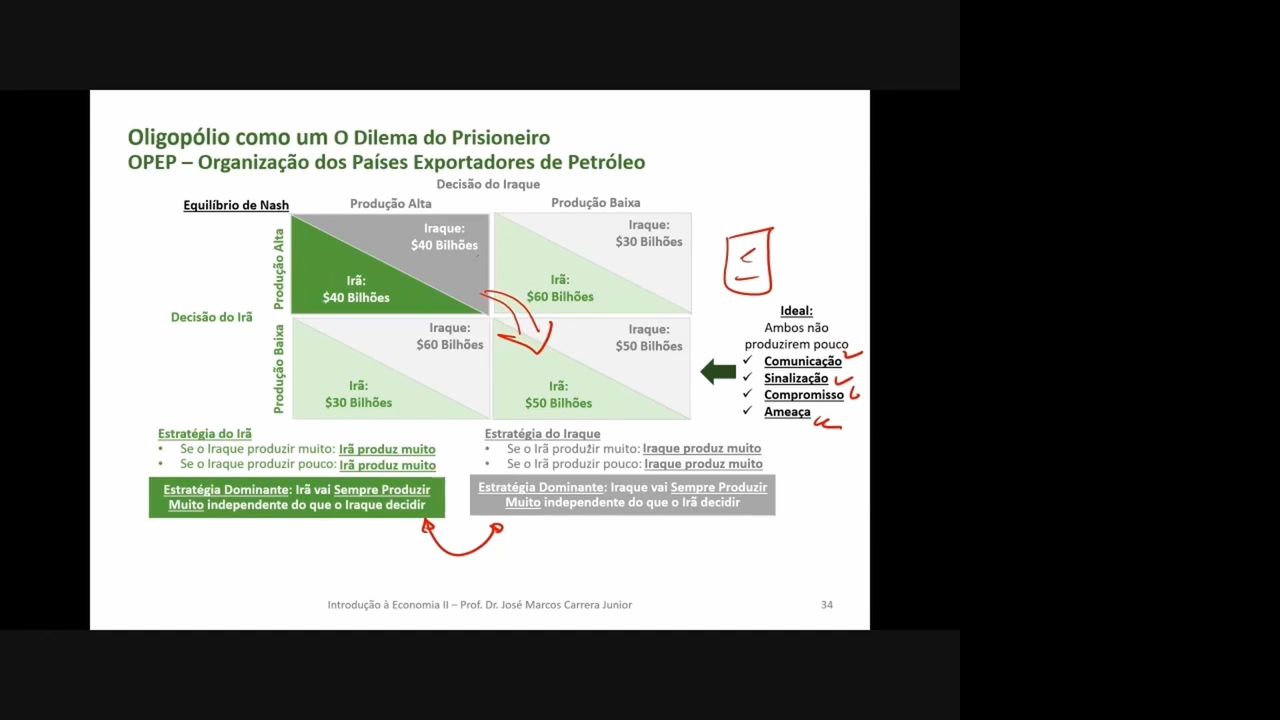 Oligopólio como um O Dilema do Prisioneiro
OPEP – Organização dos Países Exportadores de Petróleo
Decisão do Iraque
Equilíbrio de Nash
Produção Alta
Produção Baixa
Decisão do Irã
Produção Alta
Iraque:
$40 Bilhões
Irã:
$40 Bilhões
Iraque:
$30 Bilhões
Irã:
$60 Bilhões
Produção Baixa
Iraque:
$60 Bilhões
Irã:
$30 Bilhões
Iraque:
$50 Bilhões
Irã:
$50 Bilhões
Ideal:
Ambos não
produzirem pouco
✓ Comunicação
✓ Sinalização
✓ Compromisso
✓ Ameaça
Estratégia do Irã
• Se o Iraque produzir muito: Irã produz muito
• Se o Iraque produzir pouco: Irã produz muito
Estratégia Dominante: Irã vai Sempre Produzir
Muito independente do que o Iraque decidir
Estratégia do Iraque
• Se o Irã produzir muito: Iraque produz muito
• Se o Irã produzir pouco: Iraque produz muito
Estratégia Dominante: Iraque vai Sempre Produzir
Muito independente do que o Irã decidir
Introdução à Economia II – Prof. Dr. José Marcos Carrera Junior
34